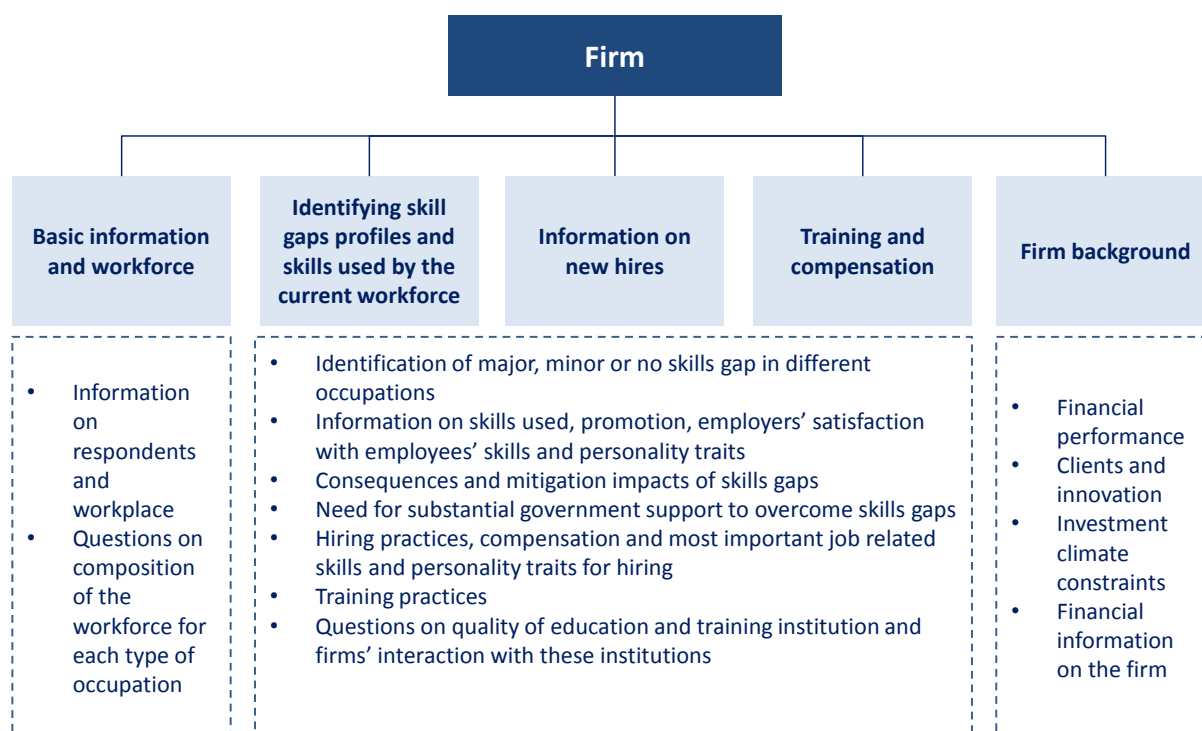 Firm
Basic information
and workforce
Identifying skill
gaps profiles and
skills used by the
current workforce
Information on
new hires
Training and
compensation
Firm background
• Information
on
respondents
and
workplace
• Questions on
composition
of the
workforce for
each type of
occupation
• Identification of major, minor or no skills gap in different
occupations
• Information on skills used, promotion, employers’ satisfaction
with employees’ skills and personality traits
• Consequences and mitigation impacts of skills gaps
• Need for substantial government support to overcome skills gaps
• Hiring practices, compensation and most important job related
skills and personality traits for hiring
• Training practices
• Questions on quality of education and training institution and
firms’ interaction with these institutions
• Financial
performance
• Clients and
innovation
• Investment
climate
constraints
• Financial
information
on the firm